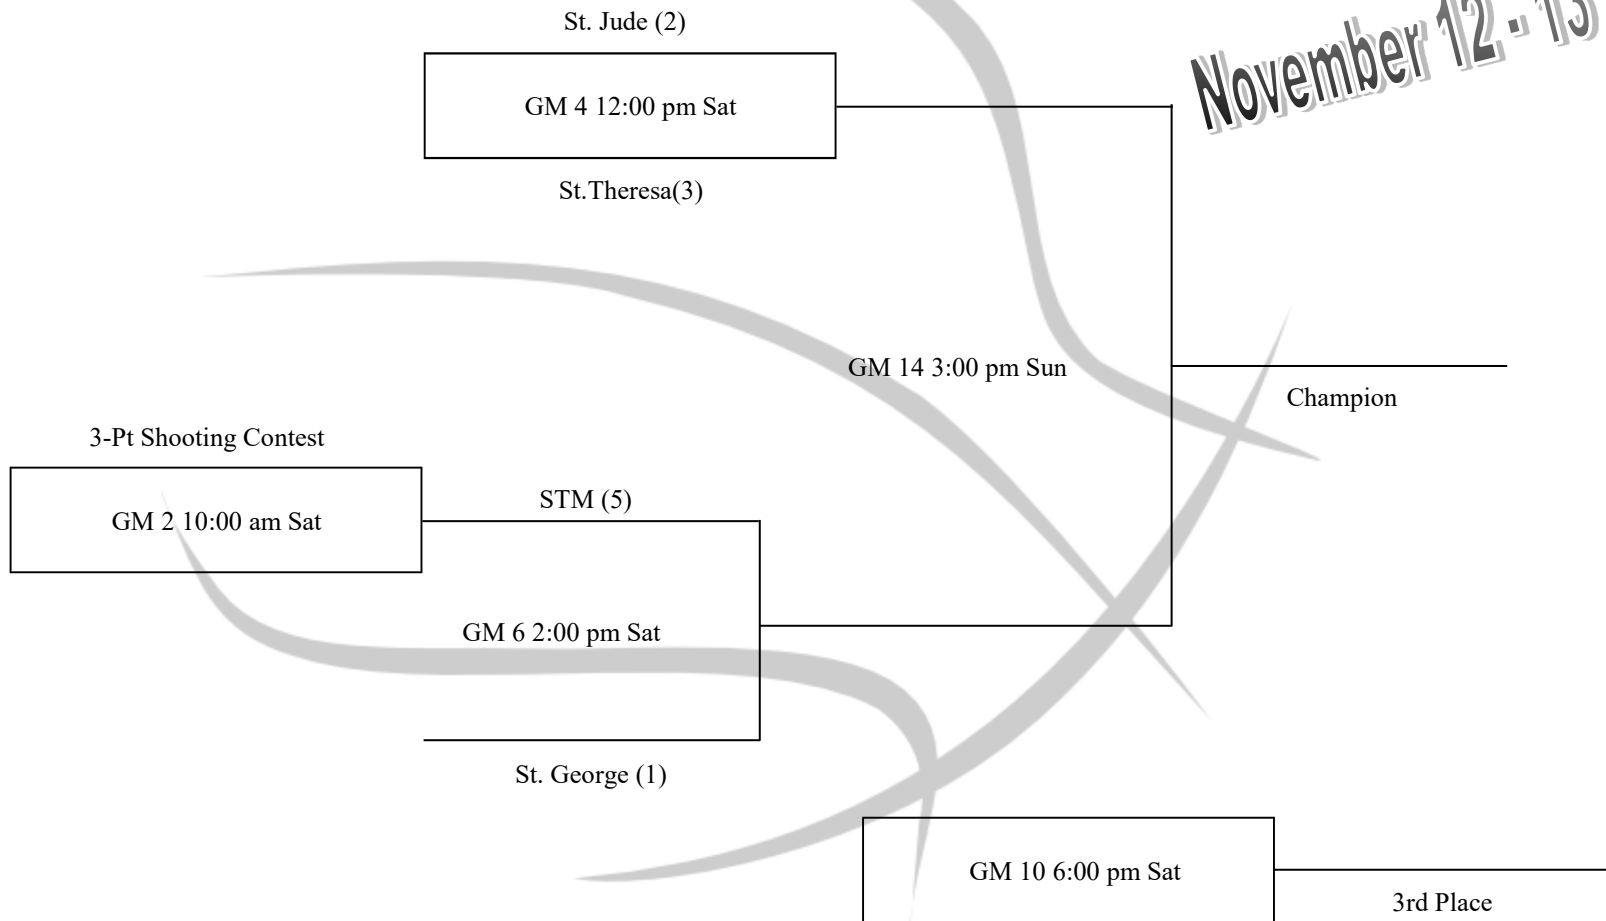 St. Jude (2)
November 12 - 13
GM 4 12:00 pm Sat
St.Theresa(3)
GM 14 3:00 pm Sun
Champion
3-Pt Shooting Contest
STM (5)
GM 2 10:00 am Sat
GM 6 2:00 pm Sat
St. George (1)
GM 10 6:00 pm Sat
3rd Place